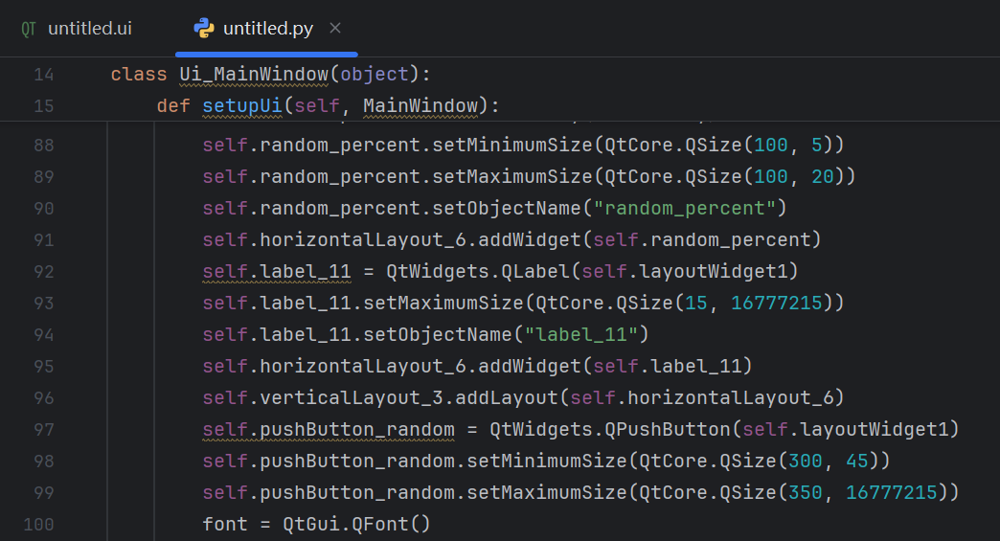 QT untitled.ui untitled.py
14 class Ui_MainWindow(object):
15 def setupUi(self, MainWindow):
88 self.random_percent.setMinimumSize(QtCore.QSize(100, 5))
89 self.random_percent.setMaximumSize(QtCore.QSize(100, 20))
90 self.random_percent.setObjectName("random_percent")
91 self.horizontalLayout_6.addWidget(self.random_percent)
92 self.label_11 = QtWidgets.QLabel(self.layoutWidget1)
93 self.label_11.setMaximumSize(QtCore.QSize(15, 16777215))
94 self.label_11.setObjectName("label_11")
95 self.horizontalLayout_6.addWidget(self.label_11)
96 self.verticalLayout_3.addLayout(self.horizontalLayout_6)
97 self.pushButton_random = QtWidgets.QPushButton(self.layoutWidget1)
98 self.pushButton_random.setMinimumSize(QtCore.QSize(300, 45))
99 self.pushButton_random.setMaximumSize(QtCore.QSize(350, 16777215))
100 font = QtGui.QFont()